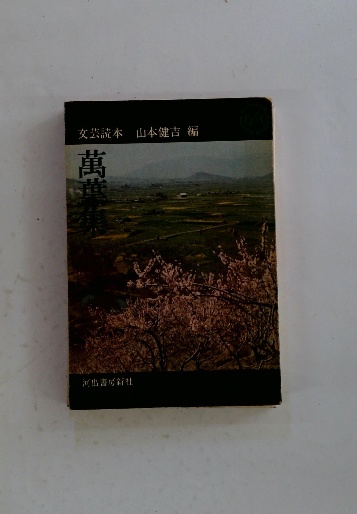 文芸読本 山本健吉 編
萬葉集
河出書房新社